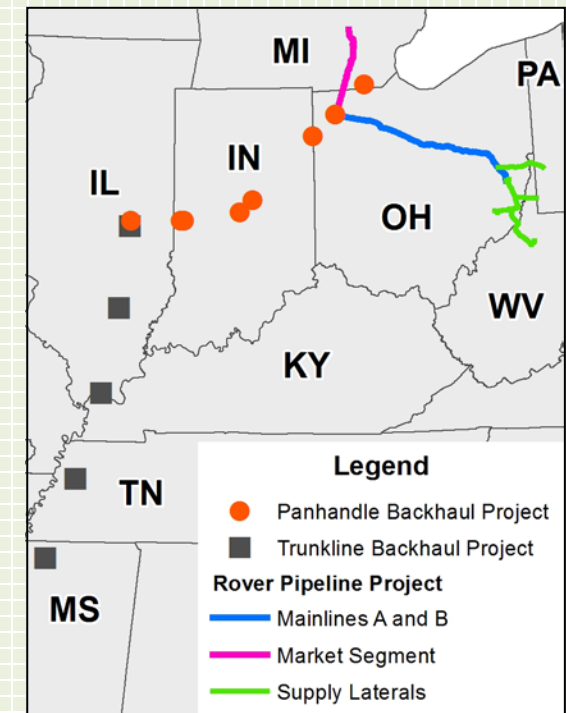 MI
PA
IN
IL
OH
WV
KY
TN
MS
Legend
Panhandle Backhaul Project
Trunkline Backhaul Project
Rover Pipeline Project
Mainlines A and B
Market Segment
Supply Laterals